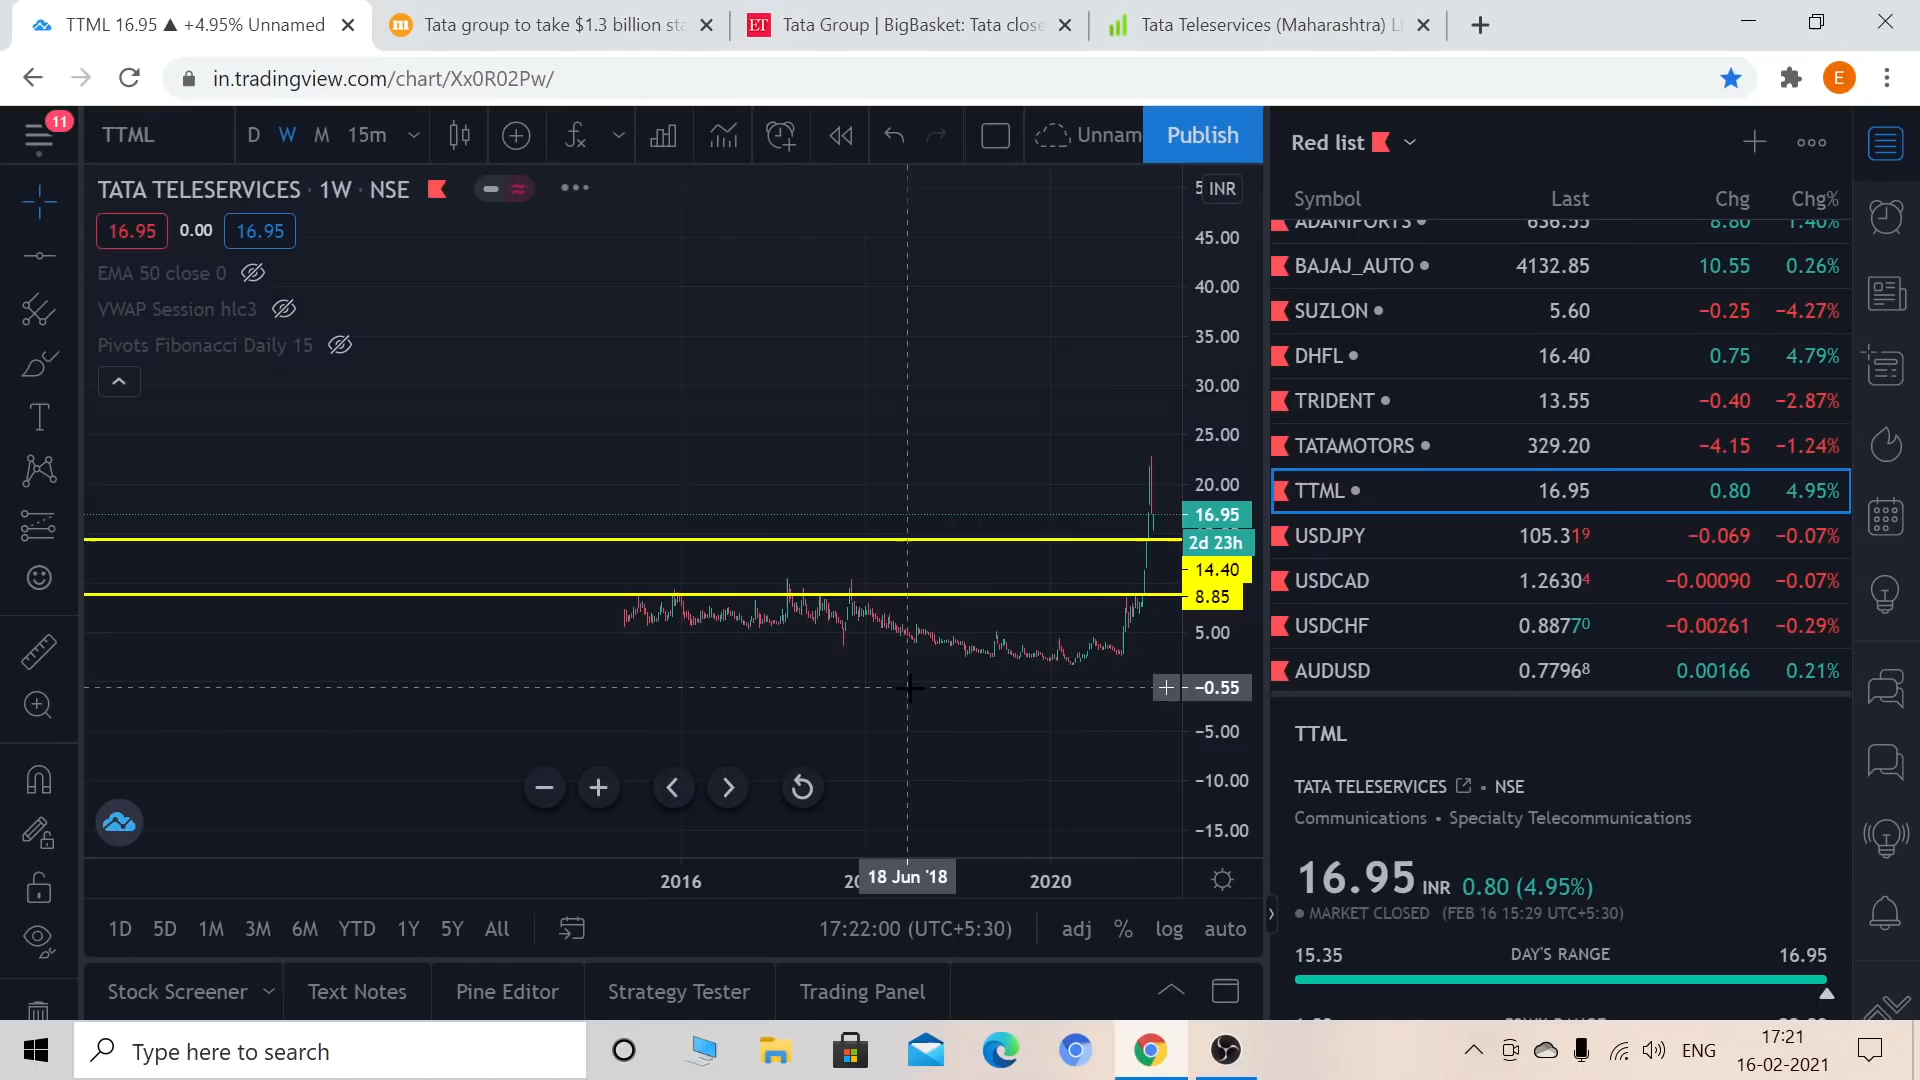 TTML 16.95 ▲ +4.95% Unnamed
Tata group to take $1.3 billion sta
ET Tata Group | BigBasket: Tata close
Tata Teleservices (Maharashtra) Lt
in.tradingview.com/chart/Xx0R02Pw/
E
11
TTML
D W M 15m
Unnam
Publish
TATA TELESERVICES · 1W · NSE
16.95 0.00 16.95
EMA 50 close 0
VWAP Session hlc3
Pivots Fibonacci Daily 15
INR
45.00
40.00
35.00
30.00
25.00
20.00
16.95
2d 23h
14.40
8.85
5.00
−0.55
−5.00
−10.00
−15.00
2016
18 Jun '18
2020
1D 5D 1M 3M 6M YTD 1Y 5Y All
17:22:00 (UTC+5:30)
adj % log auto
Stock Screener Text Notes Pine Editor Strategy Tester Trading Panel
Red list
Symbol Last Chg Chg%
ADANIPORTS 636.55 8.80 1.40%
BAJAJ_AUTO 4132.85 10.55 0.26%
SUZLON 5.60 −0.25 −4.27%
DHFL 16.40 0.75 4.79%
TRIDENT 13.55 −0.40 −2.87%
TATAMOTORS 329.20 −4.15 −1.24%
TTML 16.95 0.80 4.95%
USDJPY 105.319 −0.069 −0.07%
USDCAD 1.26304 −0.00090 −0.07%
USDCHF 0.88770 −0.00261 −0.29%
AUDUSD 0.77968 0.00166 0.21%
TTML
TATA TELESERVICES · NSE
Communications • Specialty Telecommunications
16.95 INR 0.80 (4.95%)
MARKET CLOSED (FEB 16 15:29 UTC+5:30)
15.35 DAY'S RANGE 16.95
Type here to search
ENG
17:21
16-02-2021